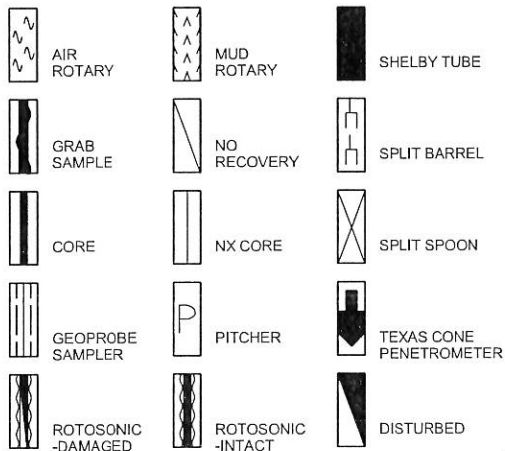 AIR
ROTARY
MUD
ROTARY
SHELBY TUBE
GRAB
SAMPLE
NO
RECOVERY
SPLIT BARREL
CORE
NX CORE
SPLIT SPOON
GEOPROBE
SAMPLER
P
PITCHER
TEXAS CONE
PENETROMETER
ROTOSONIC
-DAMAGED
ROTOSONIC
-INTACT
DISTURBED